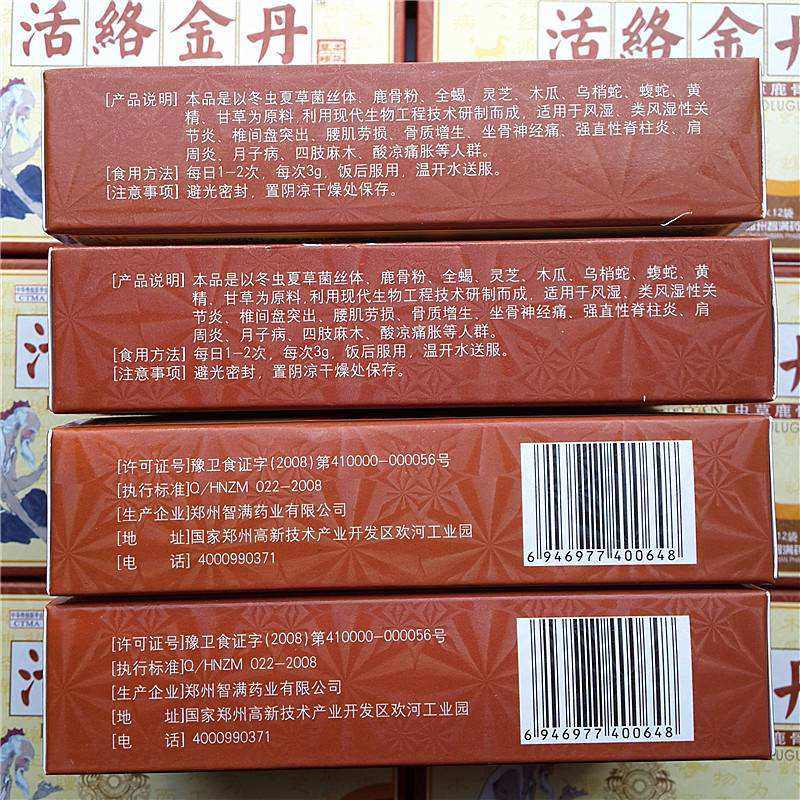 活絡金丹
活絡金丹
[产品说明] 本品是以冬虫夏草菌丝体、鹿骨粉、全蝎、灵芝、木瓜、乌梢蛇、蝮蛇、黄
精、甘草为原料,利用现代生物工程技术研制而成，适用于风湿、类风湿性关
节炎、椎间盘突出、腰肌劳损、骨质增生、坐骨神经痛、强直性脊柱炎、肩
周炎、月子病、四肢麻木、酸凉痛胀等人群。
[食用方法] 每日1-2次，每次3g，饭后服用，温开水送服。
[注意事项] 避光密封，置阴凉干燥处保存。
[产品说明] 本品是以冬虫夏草菌丝体、鹿骨粉、全蝎、灵芝、木瓜、乌梢蛇、蝮蛇、黄
精、甘草为原料,利用现代生物工程技术研制而成，适用于风湿、类风湿性关
节炎、椎间盘突出、腰肌劳损、骨质增生、坐骨神经痛、强直性脊柱炎、肩
周炎、月子病、四肢麻木、酸凉痛胀等人群。
[食用方法] 每日1-2次，每次3g，饭后服用，温开水送服。
[注意事项] 避光密封，置阴凉干燥处保存。
CTMA
[许可证号]豫卫食证字(2008)第410000-000056号
[执行标准]Q/HNZM 022-2008
[生产企业]郑州智满药业有限公司
[地 址]国家郑州高新技术产业开发区欢河工业园
[电 话] 4000990371
6 946977 400648
[许可证号]豫卫食证字(2008)第410000-000056号
[执行标准]Q/HNZM 022-2008
[生产企业]郑州智满药业有限公司
[地 址]国家郑州高新技术产业开发区欢河工业园
[电 话] 4000990371
6 946977 400648
CTMA